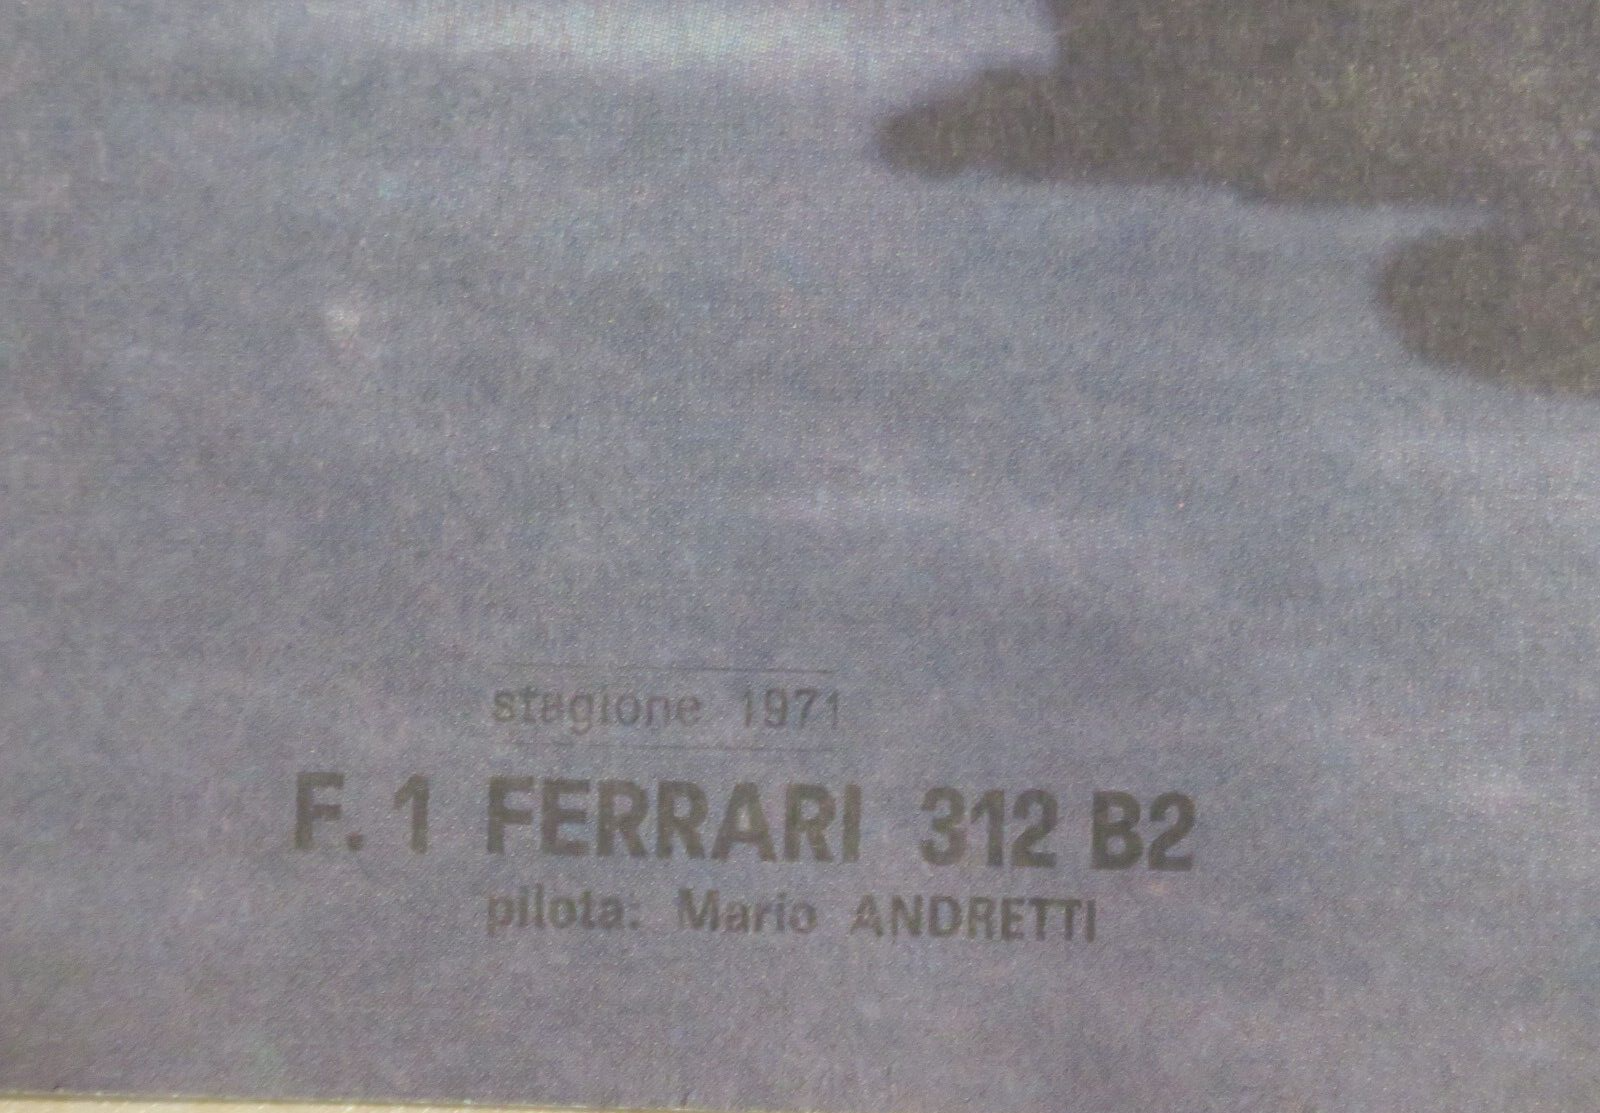 stagione 1971
F. 1 FERRARI 312 B2
pilota: Mario ANDRETTI